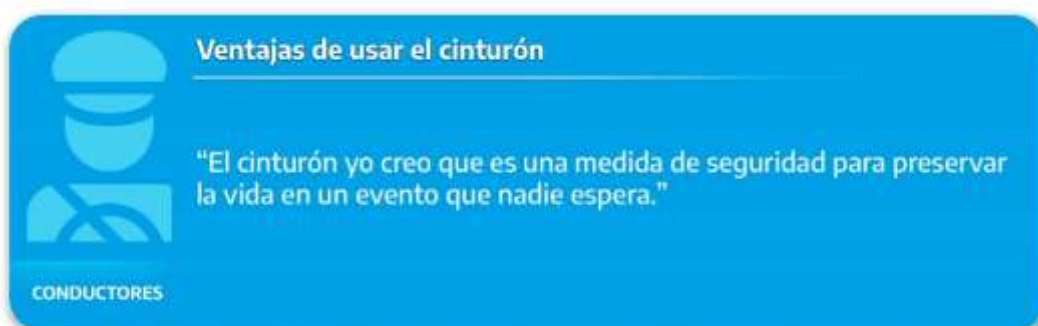 Ventajas de usar el cinturón
“El cinturón yo creo que es una medida de seguridad para preservar
la vida en un evento que nadie espera.”
CONDUCTORES